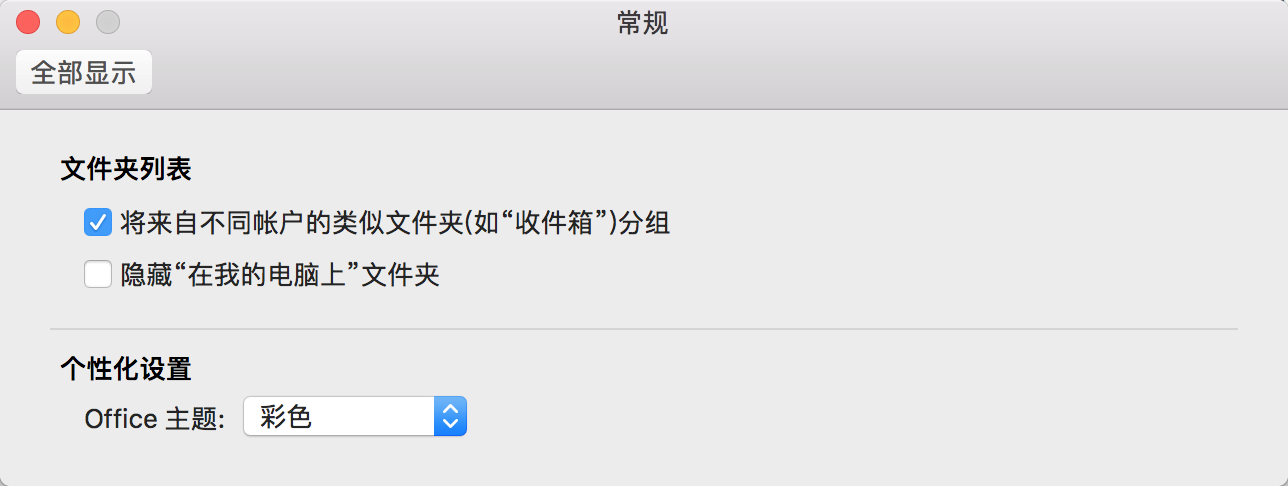 常规
全部显示
文件夹列表
将来自不同帐户的类似文件夹(如“收件箱”)分组
隐藏“在我的电脑上”文件夹
个性化设置
Office 主题: 彩色